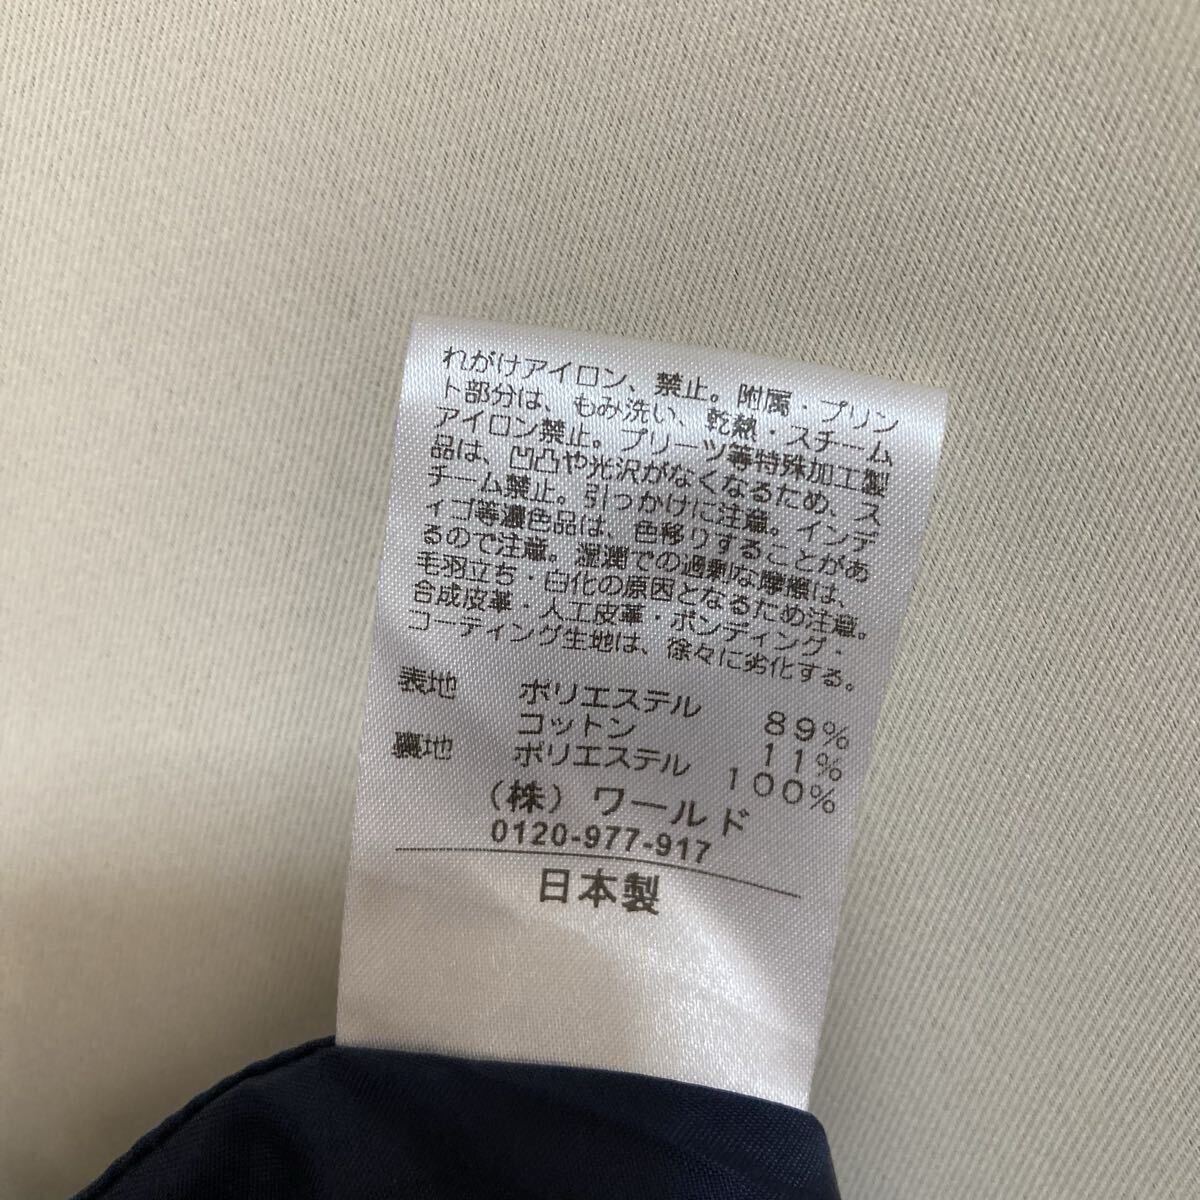 れがけアイロン、禁止。附属・プリン
ト部分は、もみ洗い、乾熱・スチーム
アイロン禁止。プリーツ等特殊加工製
品は、凹凸や光沢がなくなるため、ス
チーム禁止。引っかけに注意。インデ
ィゴ等濃色品は、色移りすることがあ
るので注意。湿潤での過剰な摩擦は、
毛羽立ち・白化の原因となるため注意。
合成皮革・人工皮革・ボンディング・
コーティング生地は、徐々に劣化する。
表地 ポリエステル 89%
コットン 11%
裏地 ポリエステル 100%
(株) ワールド
0120-977-917
日本製